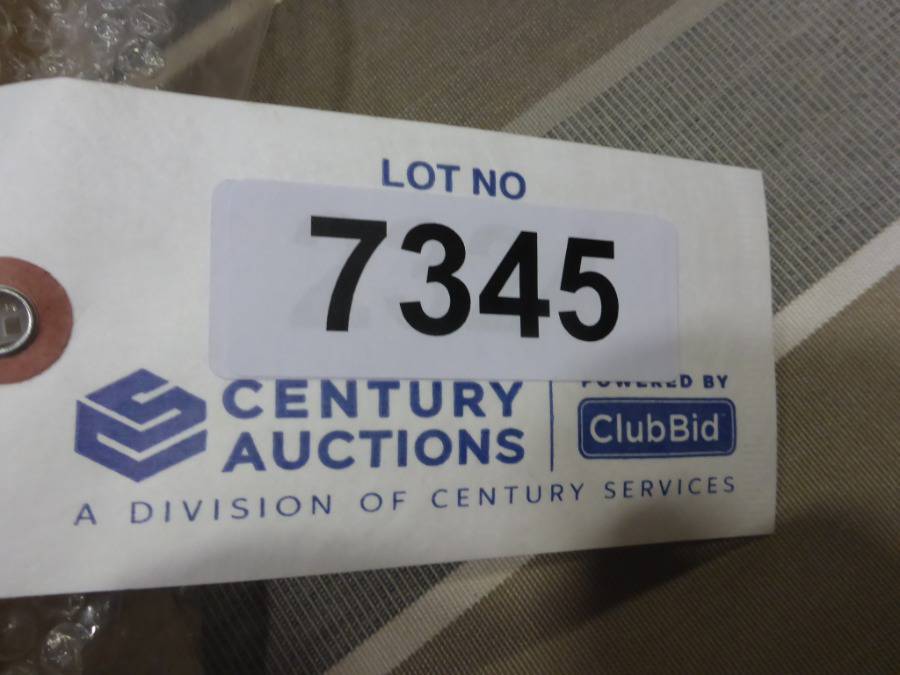 LOT NO
7345
CENTURY
AUCTIONS
POWERED BY
ClubBid
A DIVISION OF CENTURY SERVICES